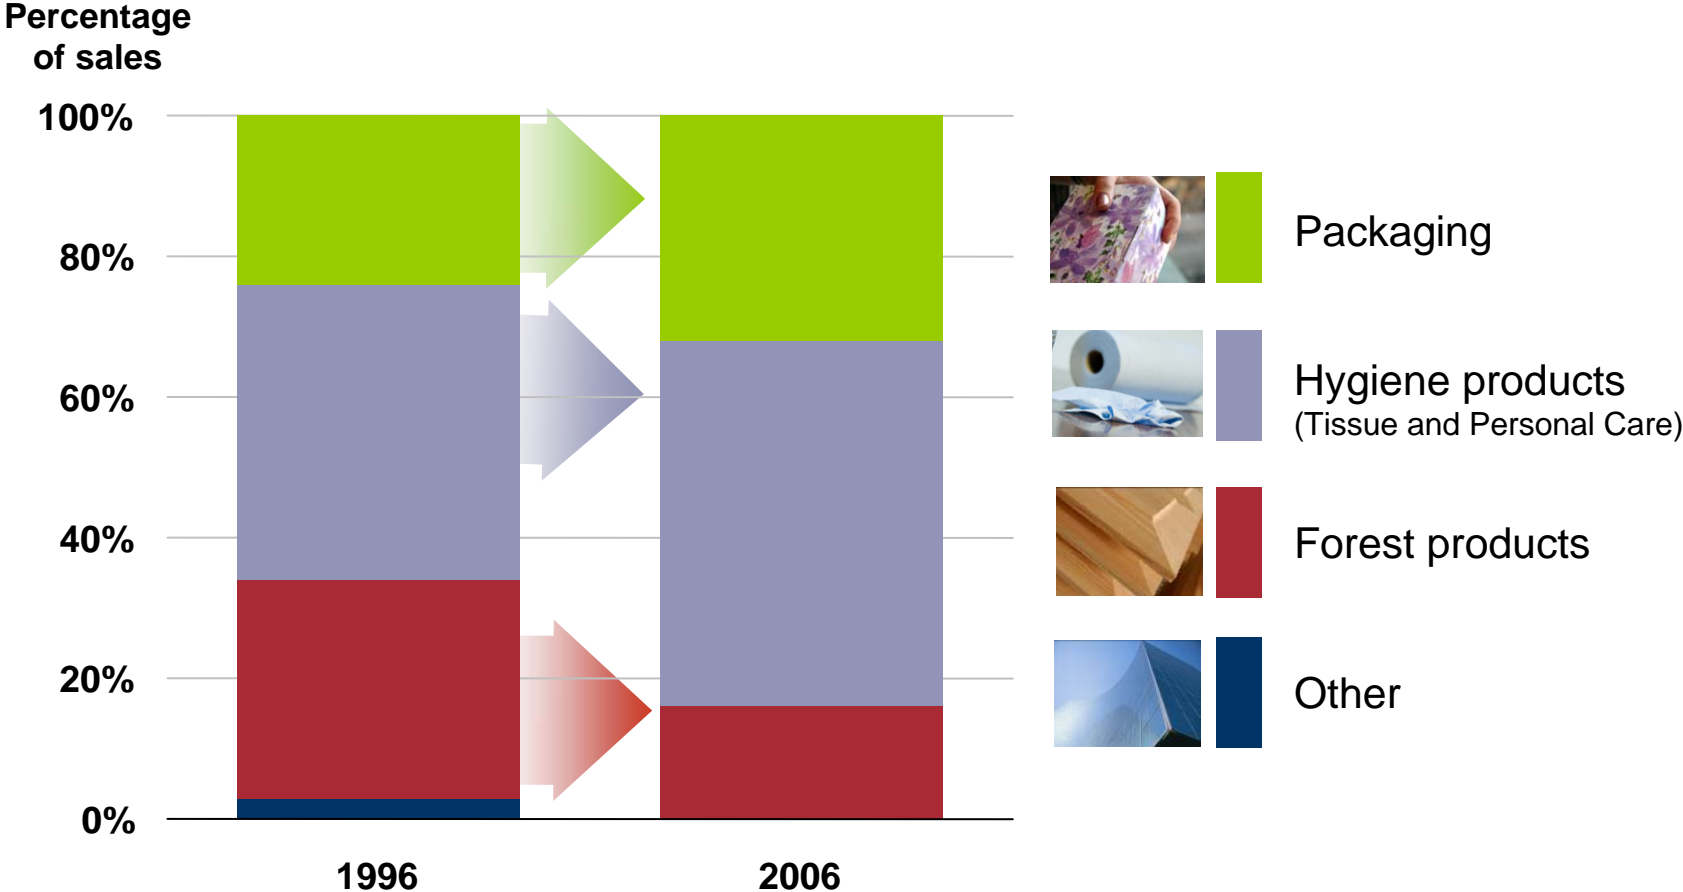 Percentage
of sales
100%
80%
60%
40%
20%
0%
1996
2006
Packaging
Hygiene products
(Tissue and Personal Care)
Forest products
Other